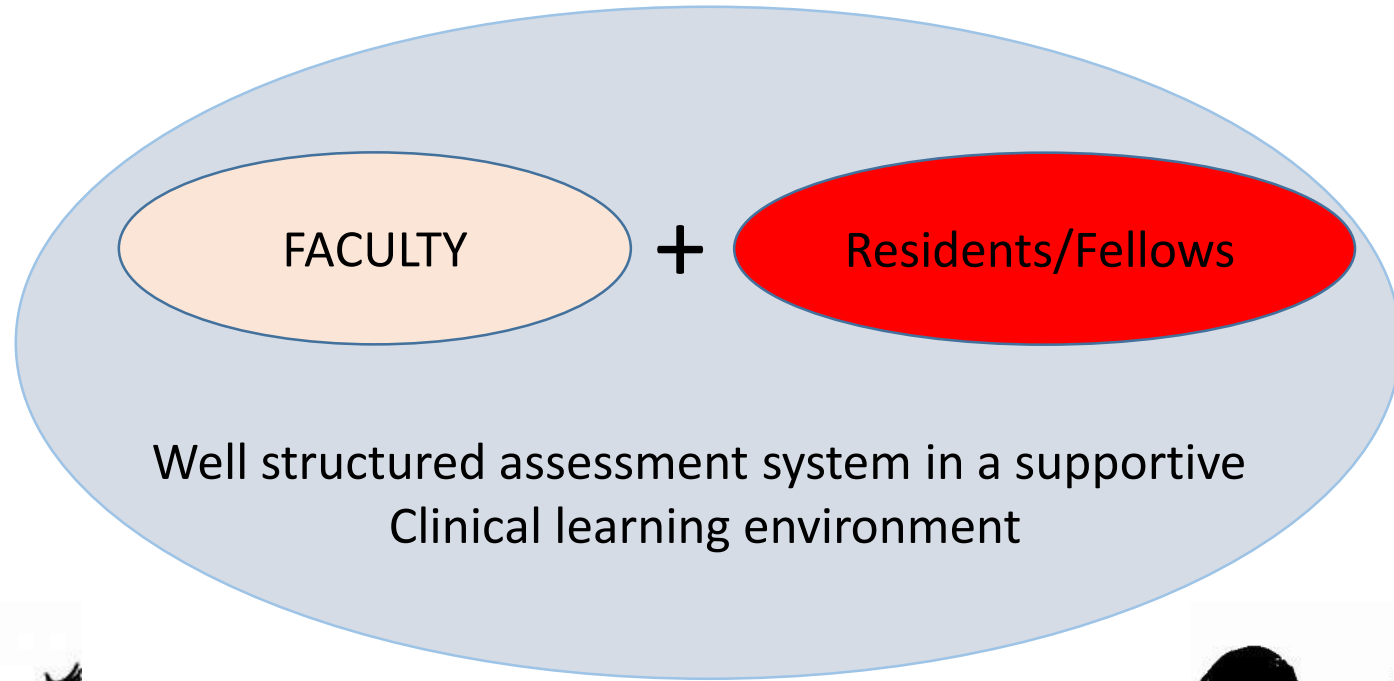 FACULTY + Residents/Fellows
Well structured assessment system in a supportive
Clinical learning environment